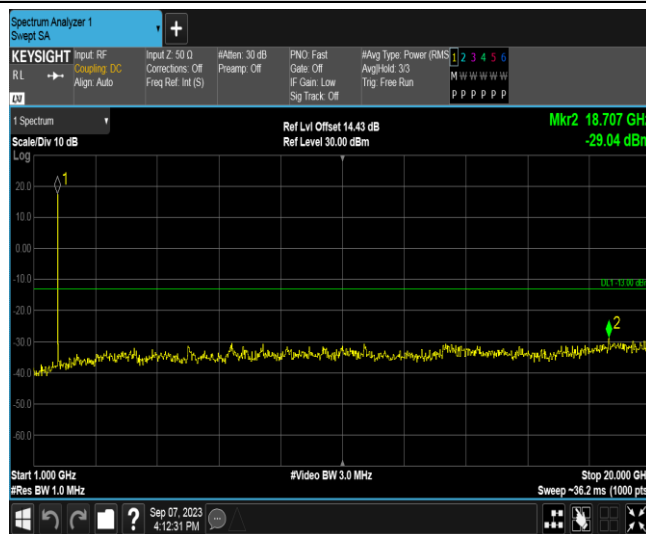 Spectrum Analyzer 1
Swept SA
+
KEYSIGHT
RL
LXI
Input: RF
Coupling: DC
Align: Auto
Input Z: 50 Ω
Corrections: Off
Freq Ref: Int (S)
#Atten: 30 dB
Preamp: Off
PNO: Fast
Gate: Off
IF Gain: Low
Sig Track: Off
#Avg Type: Power (RMS
Avg|Hold: 3/3
Trig: Free Run
1 2 3 4 5 6
M W W W W W
P P P P P P
1 Spectrum
Scale/Div 10 dB
Ref Lvl Offset 14.43 dB
Ref Level 30.00 dBm
Mkr2 18.707 GHz
-29.04 dBm
Log
1
20.0
10.0
0.00
-10.0
DL1 -13.00 dBm
-20.0
2
-30.0
-40.0
-50.0
-60.0
Start 1.000 GHz
#Res BW 1.0 MHz
#Video BW 3.0 MHz
Stop 20.000 GHz
Sweep ~36.2 ms (1000 pts)
?
Sep 07, 2023
4:12:31 PM